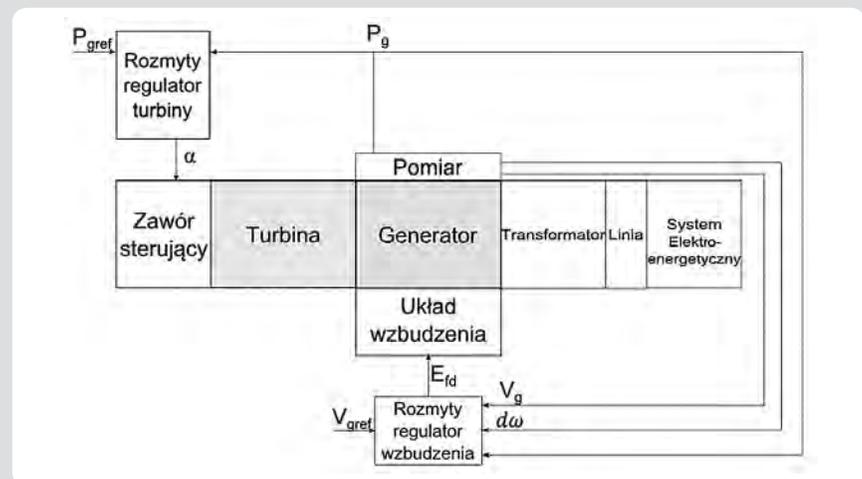 P_gref
P_g
Rozmyty
regulator
turbiny
α
Pomiar
Zawór
sterujący
Turbina
Generator
Transformator
Linia
System
Elektro-
energetyczny
Układ
wzbudzenia
E_fd
V_g
V_gref
Rozmyty
regulator
wzbudzenia
dω